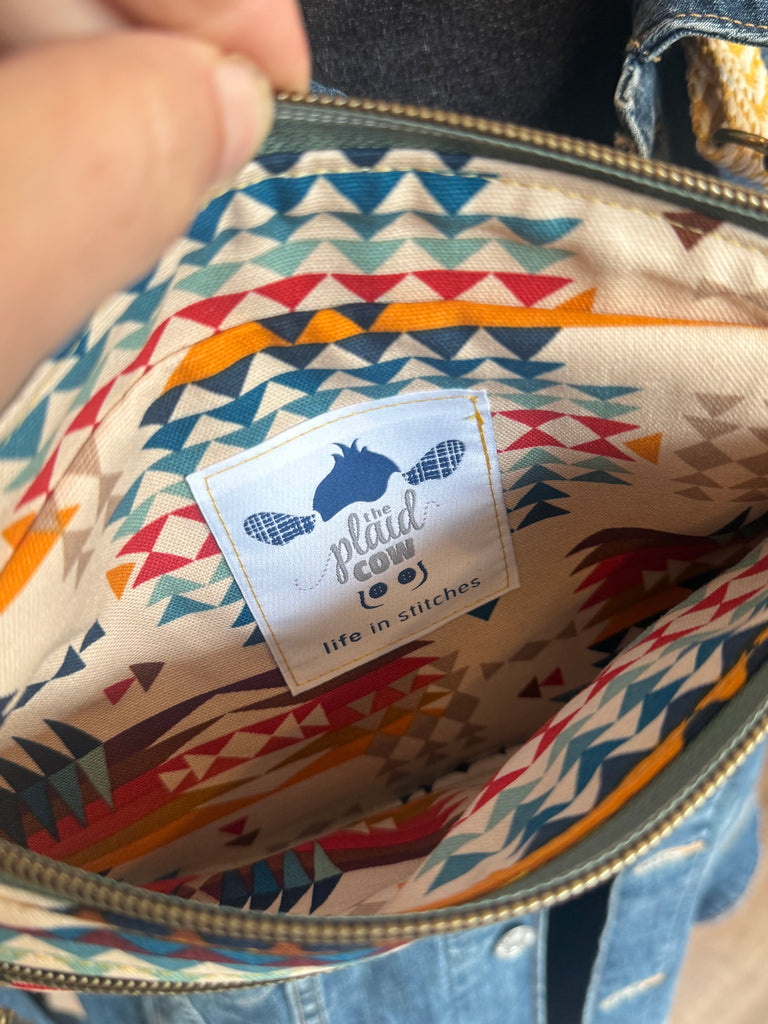 the
plaid
COW
life in stitches